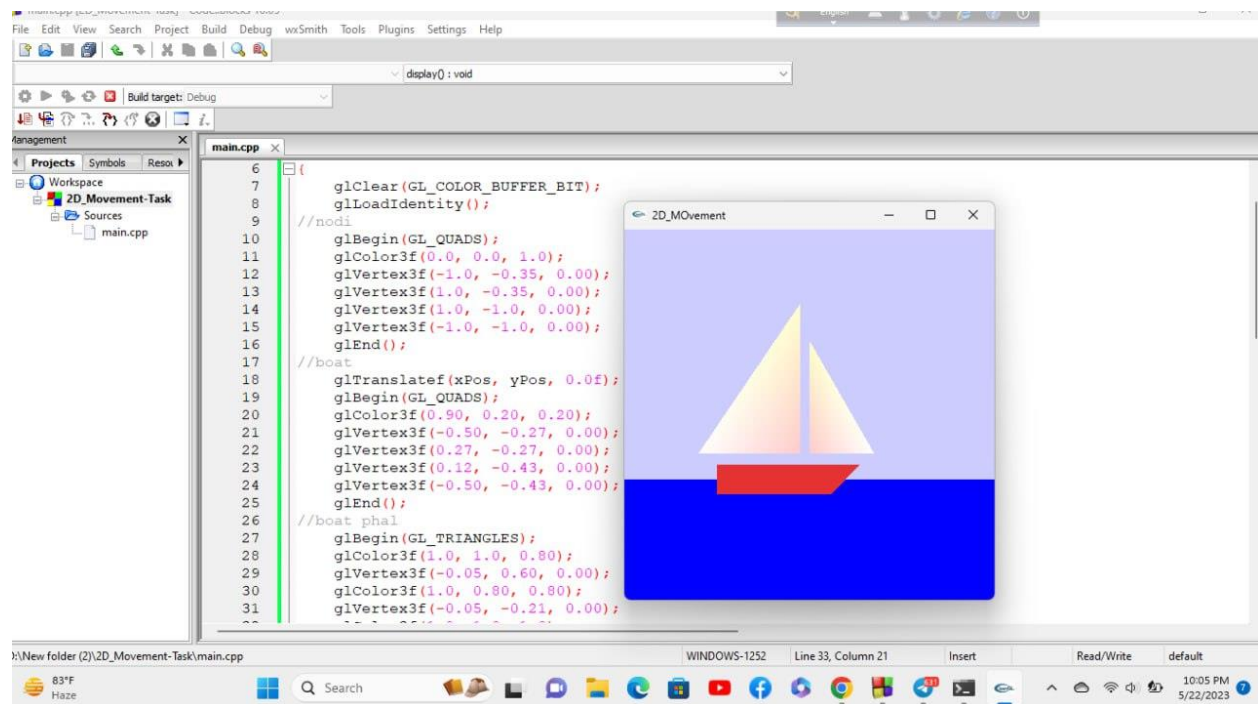 File Edit View Search Project Build Debug wxSmith Tools Plugins Settings Help
display() : void
Build target: Debug
Management
Projects Symbols
Workspace
2D_Movement-Task
Sources
main.cpp
main.cpp
6 {
7 glClear(GL_COLOR_BUFFER_BIT);
8 glLoadIdentity();
9 //nodi
10 glBegin(GL_QUADS);
11 glColor3f(0.0, 0.0, 1.0);
12 glVertex3f(-1.0, -0.35, 0.00);
13 glVertex3f(1.0, -0.35, 0.00);
14 glVertex3f(1.0, -1.0, 0.00);
15 glVertex3f(-1.0, -1.0, 0.00);
16 glEnd();
17 //boat
18 glTranslatef(xPos, yPos, 0.0f);
19 glBegin(GL_QUADS);
20 glColor3f(0.90, 0.20, 0.20);
21 glVertex3f(-0.50, -0.27, 0.00);
22 glVertex3f(0.27, -0.27, 0.00);
23 glVertex3f(0.12, -0.43, 0.00);
24 glVertex3f(-0.50, -0.43, 0.00);
25 glEnd();
26 //boat phal
27 glBegin(GL_TRIANGLES);
28 glColor3f(1.0, 1.0, 0.80);
29 glVertex3f(-0.05, 0.60, 0.00);
30 glColor3f(1.0, 0.80, 0.80);
31 glVertex3f(-0.05, -0.21, 0.00);
2D_MOvement
:\New folder (2)\2D_Movement-Task\main.cpp
WINDOWS-1252 Line 33, Column 21 Insert Read/Write default
83°F
Haze
Search
10:05 PM
5/22/2023